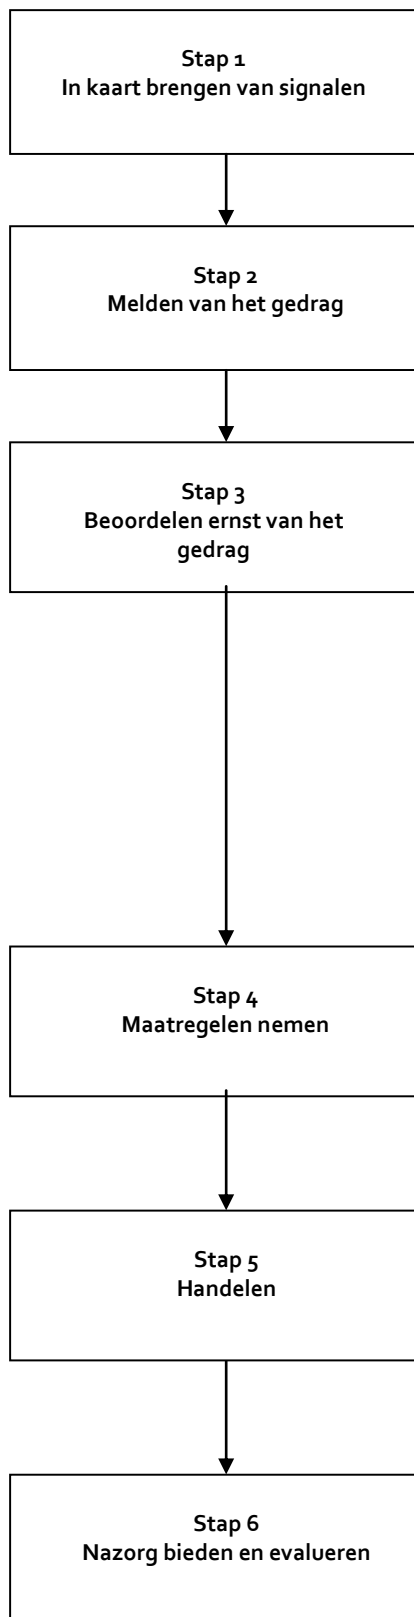 Stap 1
In kaart brengen van signalen
Stap 2
Melden van het gedrag
Stap 3
Beoordelen ernst van het
gedrag
Stap 4
Maatregelen nemen
Stap 5
Handelen
Stap 6
Nazorg bieden en evalueren